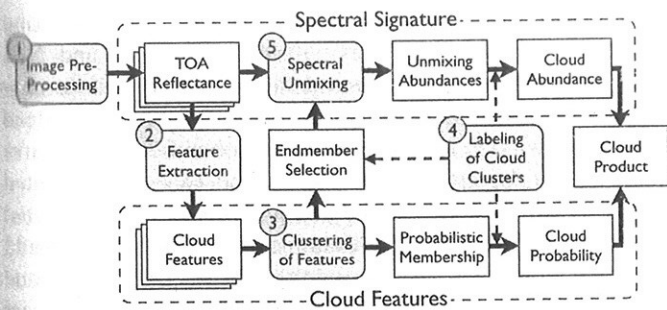 Spectral Signature
1
Image Pre-
Processing
TOA
Reflectance
5
Spectral
Unmixing
Unmixing
Abundances
Cloud
Abundance
2
Feature
Extraction
Endmember
Selection
4
Labeling
of Cloud
Clusters
Cloud
Product
Cloud
Features
3
Clustering
of Features
Probabilistic
Membership
Cloud
Probability
Cloud Features